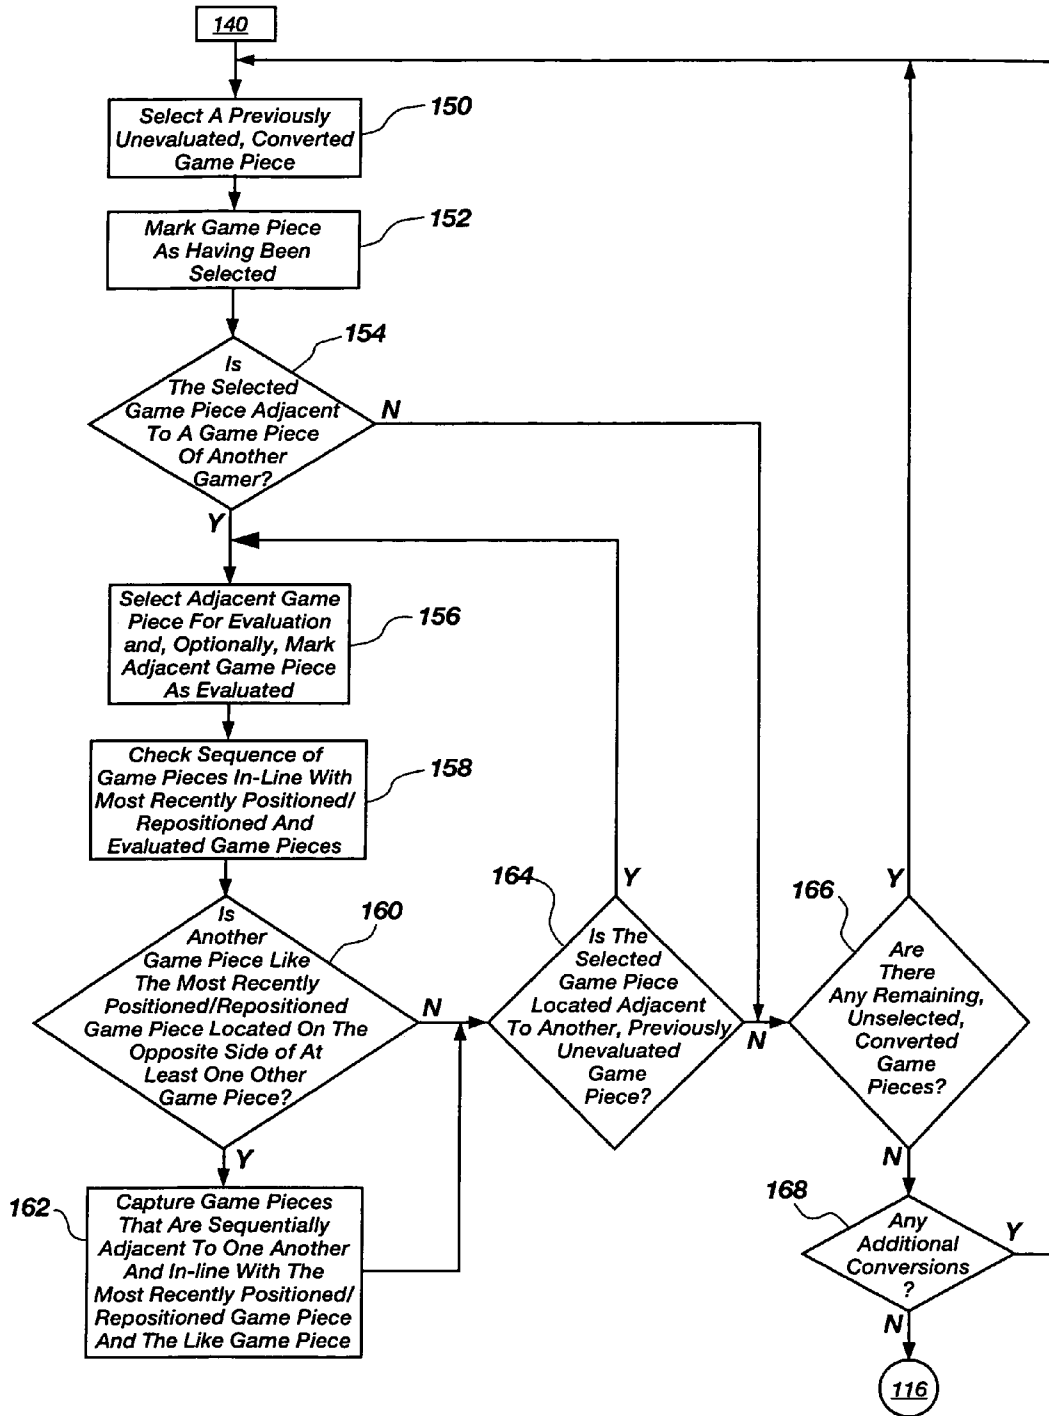 140
Select A Previously
Unevaluated, Converted
Game Piece
150
Mark Game Piece
As Having Been
Selected
152
Is
The Selected
Game Piece Adjacent
To A Game Piece
Of Another
Gamer?
154
N
Y
Select Adjacent Game
Piece For Evaluation
and, Optionally, Mark
Adjacent Game Piece
As Evaluated
156
Check Sequence of
Game Pieces In-Line With
Most Recently Positioned/
Repositioned And
Evaluated Game Pieces
158
Is
Another
Game Piece Like
The Most Recently
Positioned/Repositioned
Game Piece Located On The
Opposite Side of At
Least One Other
Game Piece?
160
N
Y
162
Capture Game Pieces
That Are Sequentially
Adjacent To One Another
And In-line With The
Most Recently Positioned/
Repositioned Game Piece
And The Like Game Piece
164
Y
Is The
Selected
Game Piece
Located Adjacent
To Another, Previously
Unevaluated
Game
Piece?
N
166
Y
Are
There
Any Remaining,
Unselected,
Converted
Game
Pieces?
N
168
Any
Additional
Conversions
?
Y
N
116